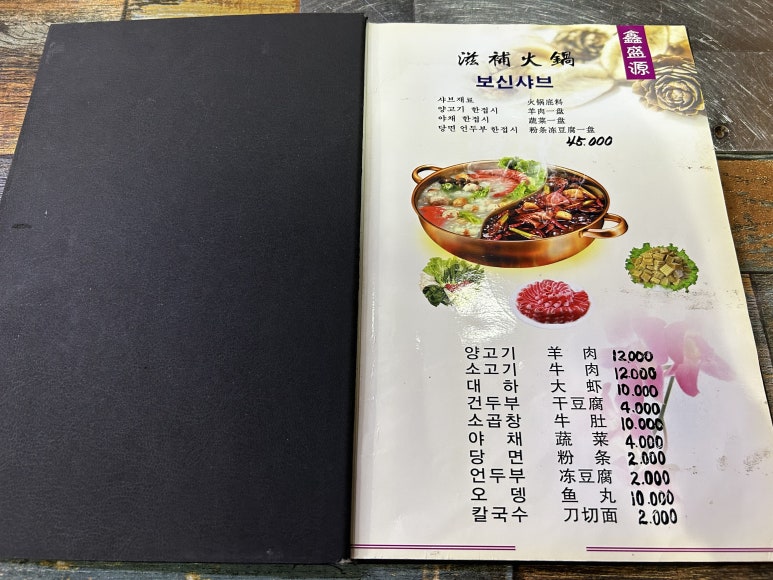 鑫盛源
滋補火鍋
보신샤브
샤브재료 火锅底料
양고기 한접시 羊肉一盘
야채 한접시 蔬菜一盘
당면 언두부 한접시 粉条冻豆腐一盘
45.000
양고기 羊肉 12,000
소고기 牛肉 12.000
대하 大虾 10.000
건두부 干豆腐 4.000
소곱창 牛肚 10.000
야채 蔬菜 4.000
당면 粉条 2.000
언두부 冻豆腐 2.000
오뎅 鱼丸 10.000
칼국수 刀切面 2.000